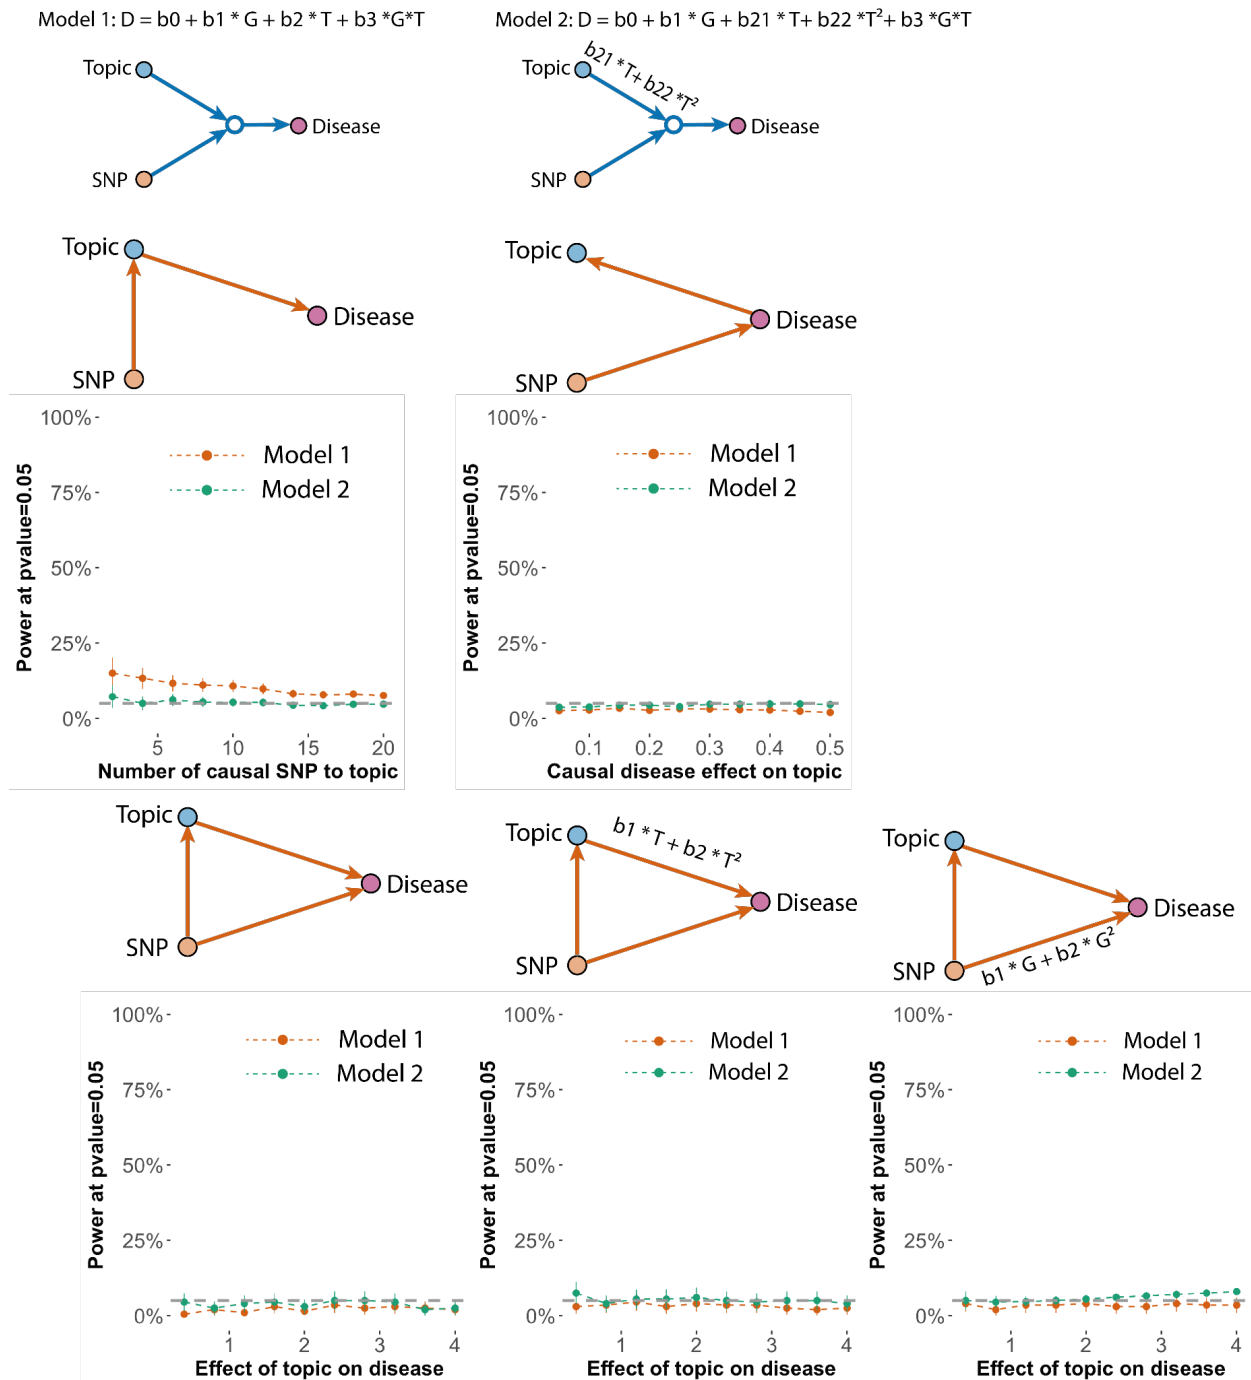 Model 1: D = b0 + b1 * G + b2 * T + b3 *G*T
Model 2: D = b0 + b1 * G + b21 * T+ b22 *T²+ b3 *G*T
Topic
SNP
Disease
Topic
b21 *T+ b22 *T²
SNP
Disease
Topic
SNP
Disease
Topic
SNP
Disease
Power at pvalue=0.05
100%
75%
50%
25%
0%
Model 1
Model 2
5 10 15 20
Number of causal SNP to topic
Power at pvalue=0.05
100%
75%
50%
25%
0%
Model 1
Model 2
0.1 0.2 0.3 0.4 0.5
Causal disease effect on topic
Topic
SNP
Disease
Topic
b1 * T + b2 * T²
SNP
Disease
Topic
SNP
b1 * G + b2 * G²
Disease
Power at pvalue=0.05
100%
75%
50%
25%
0%
Model 1
Model 2
1 2 3 4
Effect of topic on disease
Power at pvalue=0.05
100%
75%
50%
25%
0%
Model 1
Model 2
1 2 3 4
Effect of topic on disease
Power at pvalue=0.05
100%
75%
50%
25%
0%
Model 1
Model 2
1 2 3 4
Effect of topic on disease